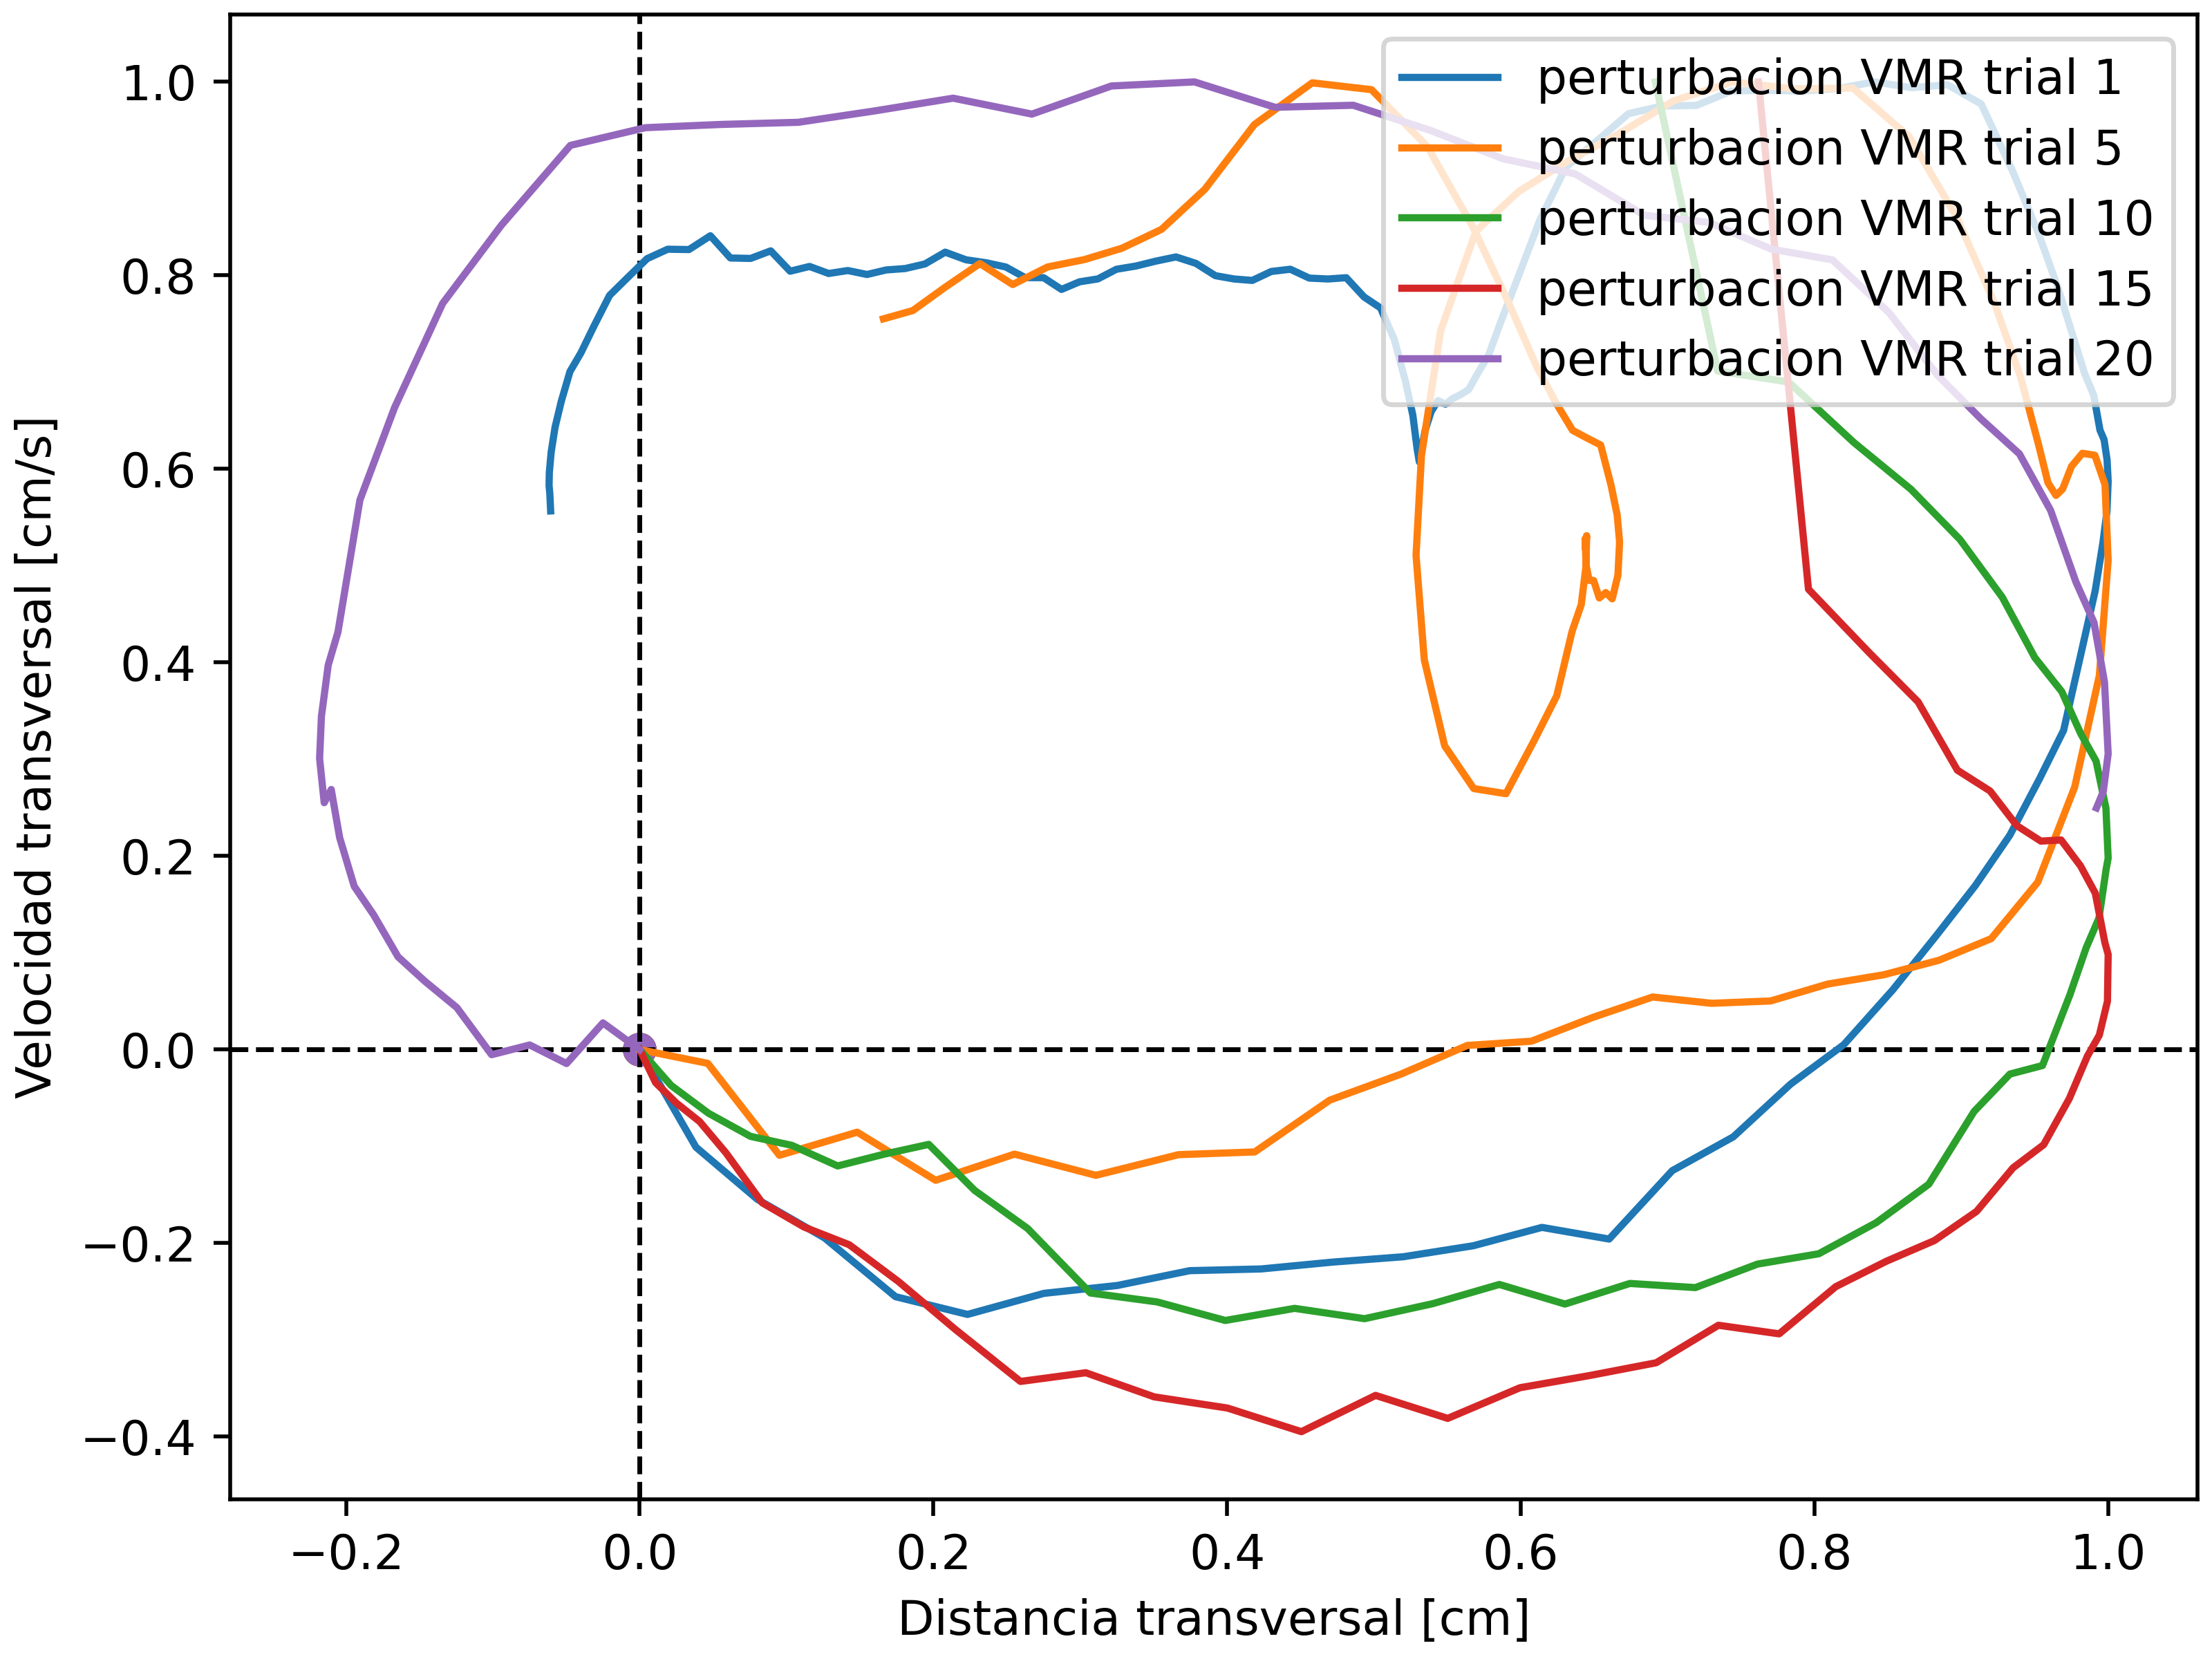 perturbacion VMR trial 1
perturbacion VMR trial 5
perturbacion VMR trial 10
perturbacion VMR trial 15
perturbacion VMR trial 20
Velocidad transversal [cm/s]
1.0
0.8
0.6
0.4
0.2
0.0
−0.2
−0.4
−0.2
0.0
0.2
0.4
0.6
0.8
1.0
Distancia transversal [cm]